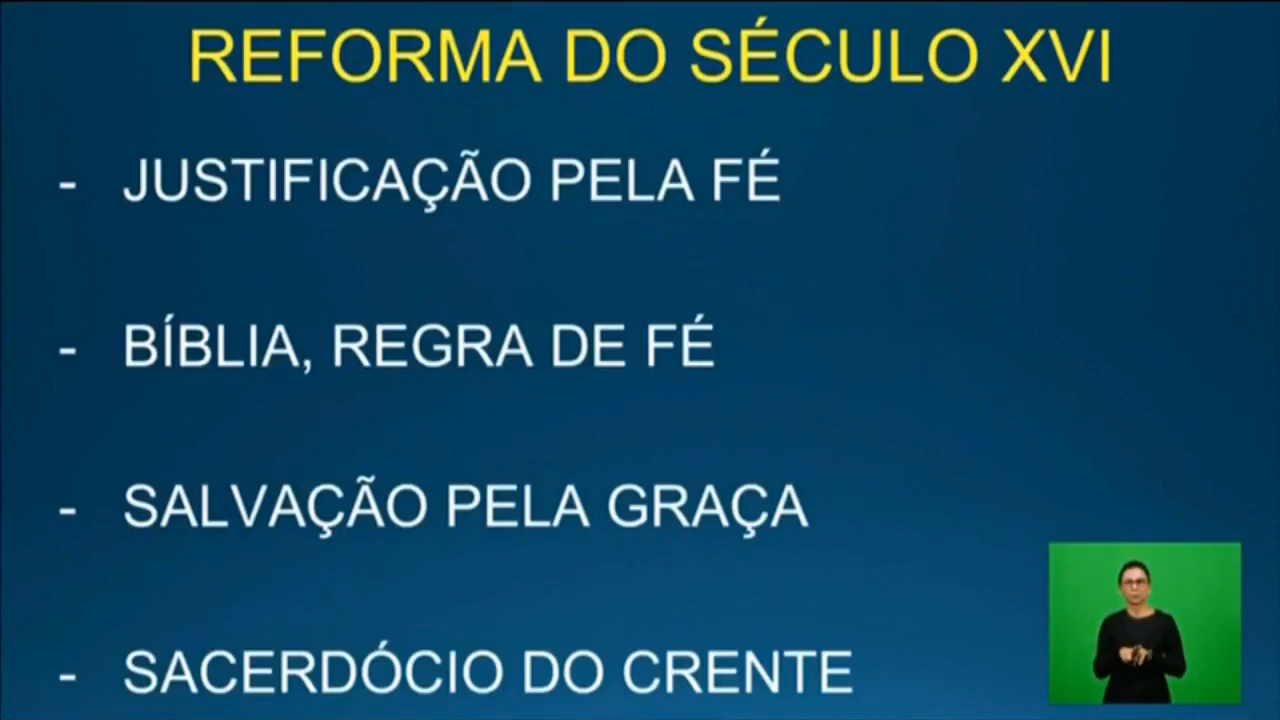 REFORMA DO SÉCULO XVI
- JUSTIFICAÇÃO PELA FÉ
- BÍBLIA, REGRA DE FÉ
- SALVAÇÃO PELA GRAÇA
- SACERDÓCIO DO CRENTE